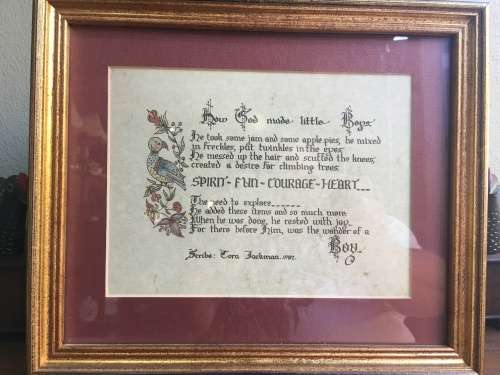 How God made little Boys
He took some jam and some apple pies, he mixed
in freckles, put twinkles in the eyes;
He messed up the hair and scuffed the knees,
created a desire for climbing trees;
SPIRIT-FUN-COURAGE-HEART___
The need to explore......
He added these items and so much more.
When he was done, he rested with joy...
For there before Him, was the wonder of a
Boy.
Scribe: Cora Jackman. 1987.